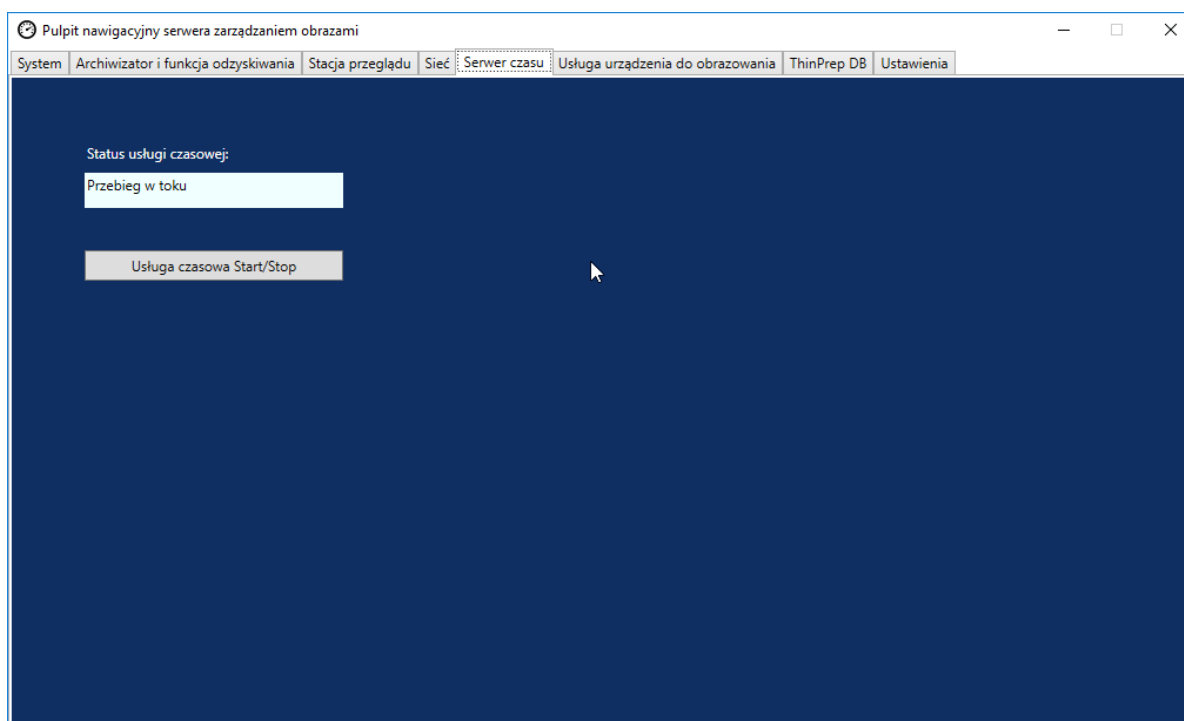 Pulpit nawigacyjny serwera zarządzaniem obrazami
System Archiwizator i funkcja odzyskiwania Stacja przeglądu Sieć Serwer czasu Usługa urządzenia do obrazowania ThinPrep DB Ustawienia
Status usługi czasowej:
Przebieg w toku
Usługa czasowa Start/Stop